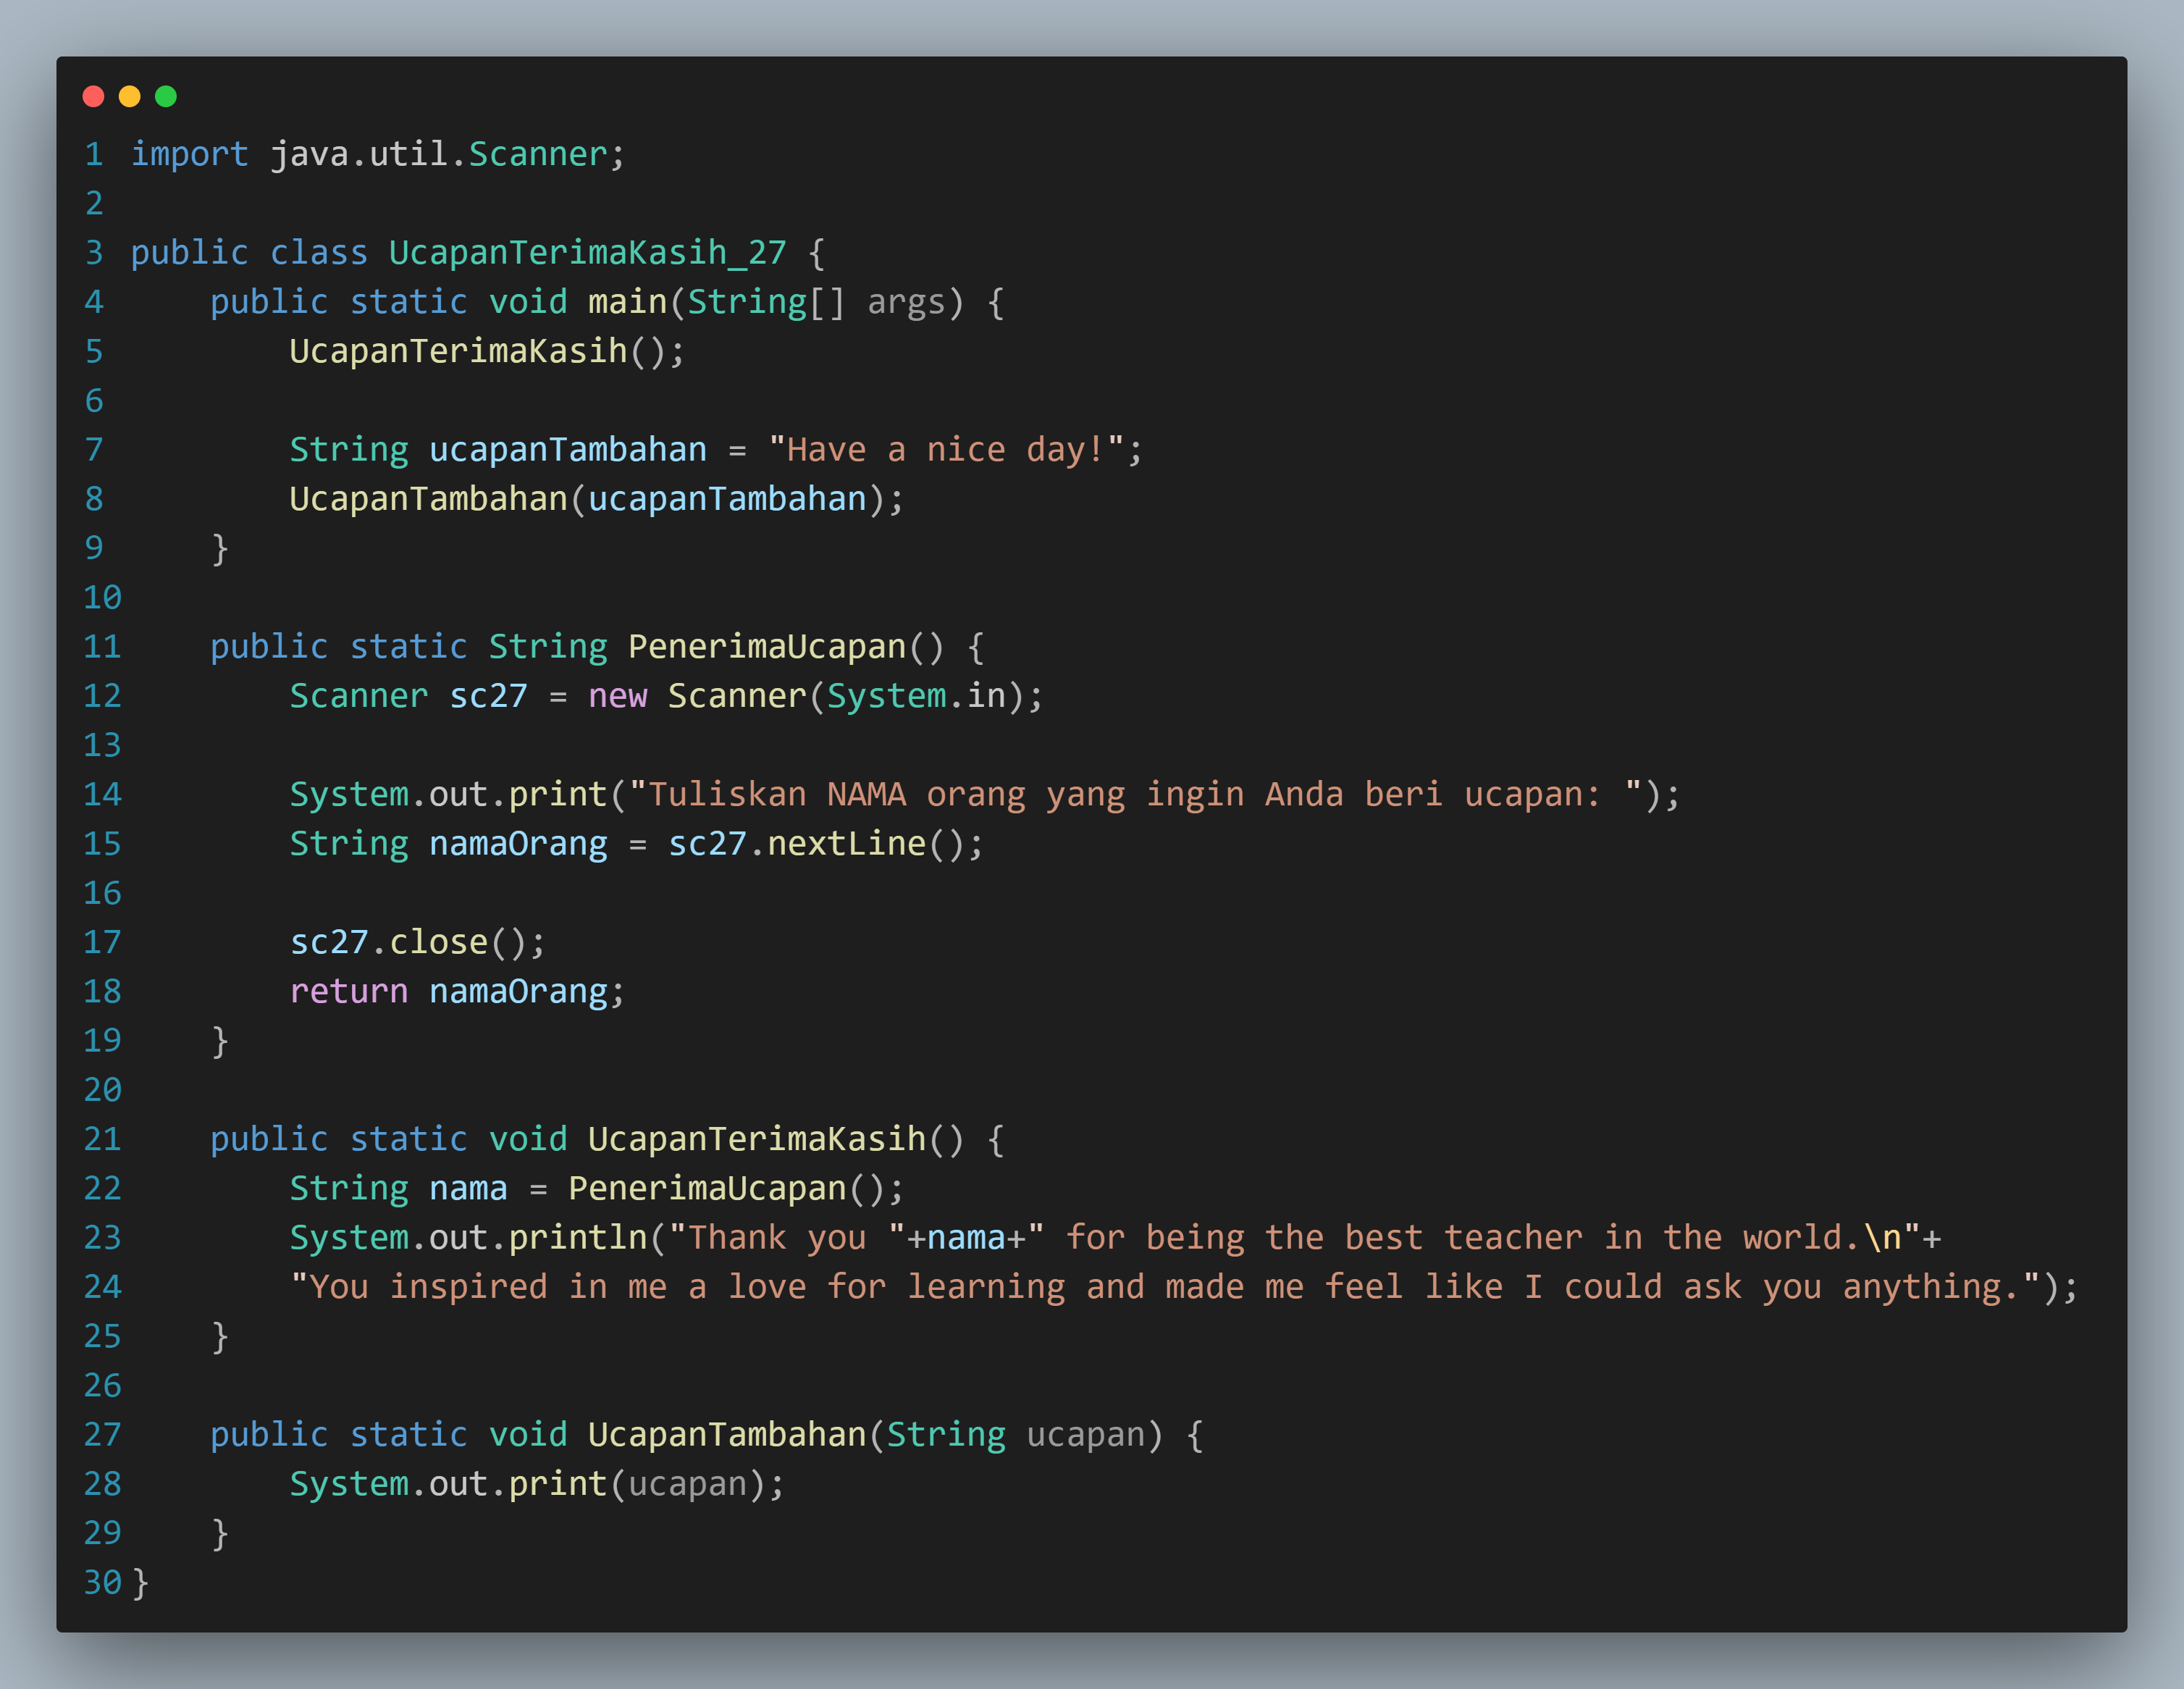 1 import java.util.Scanner;
2
3 public class UcapanTerimaKasih_27 {
4     public static void main(String[] args) {
5         UcapanTerimaKasih();
6
7         String ucapanTambahan = "Have a nice day!";
8         UcapanTambahan(ucapanTambahan);
9     }
10
11     public static String PenerimaUcapan() {
12         Scanner sc27 = new Scanner(System.in);
13
14         System.out.print("Tuliskan NAMA orang yang ingin Anda beri ucapan: ");
15         String namaOrang = sc27.nextLine();
16
17         sc27.close();
18         return namaOrang;
19     }
20
21     public static void UcapanTerimaKasih() {
22         String nama = PenerimaUcapan();
23         System.out.println("Thank you "+nama+" for being the best teacher in the world.\n"+
24         "You inspired in me a love for learning and made me feel like I could ask you anything.");
25     }
26
27     public static void UcapanTambahan(String ucapan) {
28         System.out.print(ucapan);
29     }
30 }